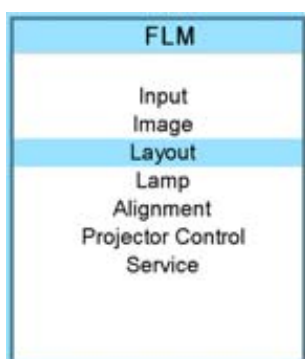 FLM
Input
Image
Layout
Lamp
Alignment
Projector Control
Service